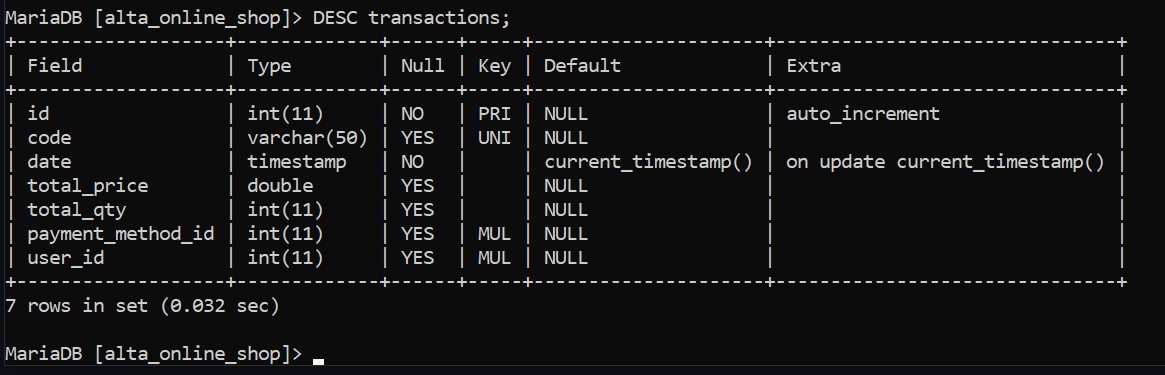 MariaDB [alta_online_shop]> DESC transactions;
+-------------------+-------------+------+-----+---------------------+-------------------------------+
| Field             | Type        | Null | Key | Default             | Extra                         |
+-------------------+-------------+------+-----+---------------------+-------------------------------+
| id                | int(11)     | NO   | PRI | NULL                | auto_increment                |
| code              | varchar(50) | YES  | UNI | NULL                |                               |
| date              | timestamp   | NO   |     | current_timestamp() | on update current_timestamp() |
| total_price       | double      | YES  |     | NULL                |                               |
| total_qty         | int(11)     | YES  |     | NULL                |                               |
| payment_method_id | int(11)     | YES  | MUL | NULL                |                               |
| user_id           | int(11)     | YES  | MUL | NULL                |                               |
+-------------------+-------------+------+-----+---------------------+-------------------------------+
7 rows in set (0.032 sec)
MariaDB [alta_online_shop]>